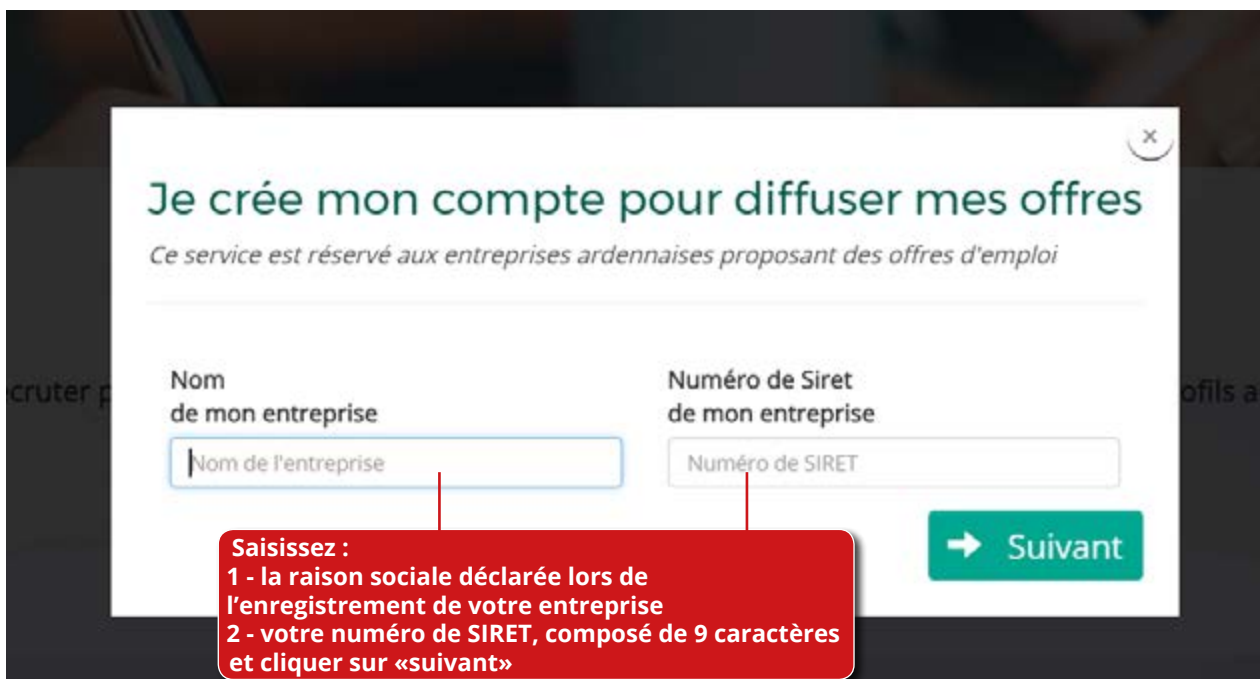 Je crée mon compte pour diffuser mes offres
Ce service est réservé aux entreprises ardennaises proposant des offres d'emploi
cruter p
ofils a
Nom
de mon entreprise
Nom de l'entreprise
Numéro de Siret
de mon entreprise
Numéro de SIRET
Suivant
Saisissez :
1 - la raison sociale déclarée lors de
l’enregistrement de votre entreprise
2 - votre numéro de SIRET, composé de 9 caractères
et cliquer sur «suivant»